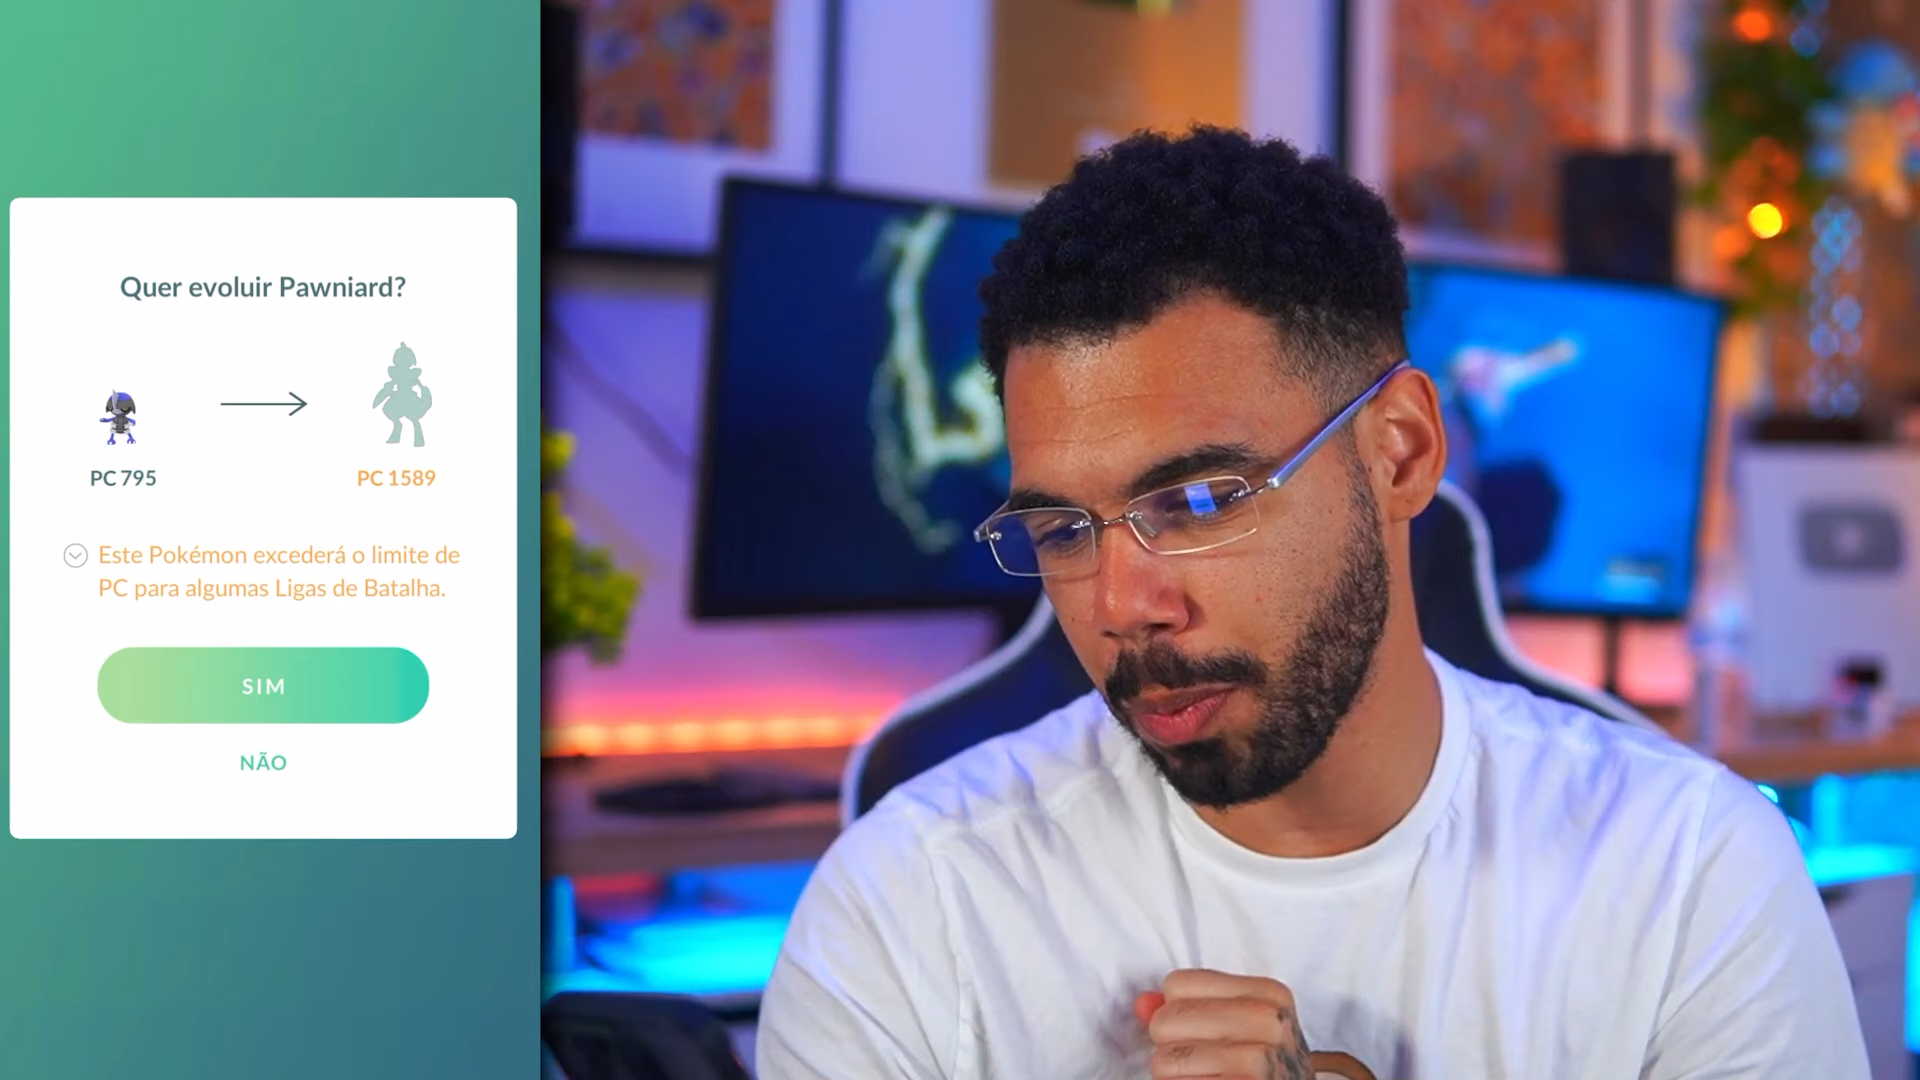 Quer evoluir Pawniard?
PC 795
PC 1589
Este Pokémon excederá o limite de
PC para algumas Ligas de Batalha.
SIM
NÃO